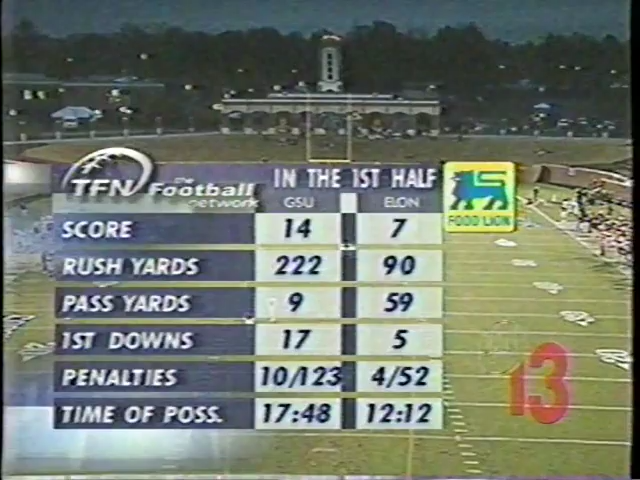 TFN the Football network
IN THE 1ST HALF
GSU ELON
FOOD LION
SCORE 14 7
RUSH YARDS 222 90
PASS YARDS 9 59
1ST DOWNS 17 5
PENALTIES 10/123 4/52
TIME OF POSS. 17:48 12:12
13